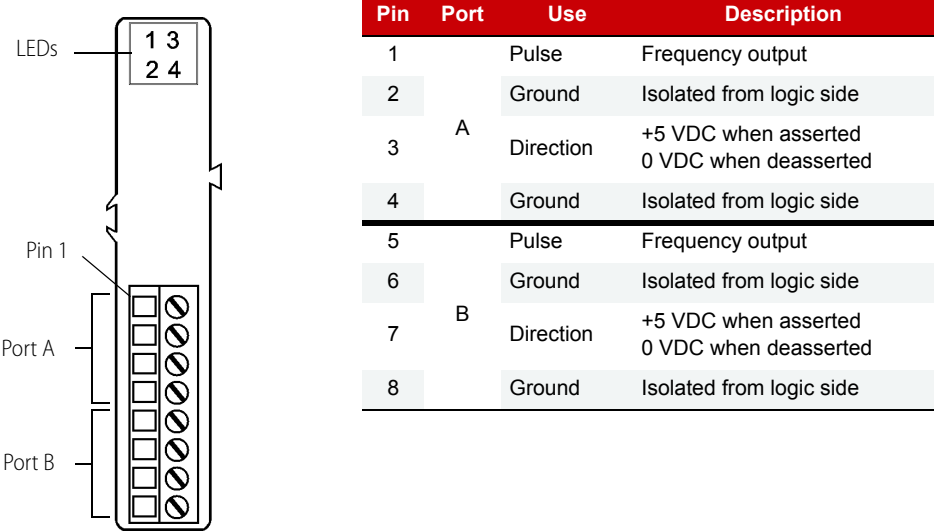 LEDs
1 3
2 4
Pin 1
Port A
Port B
Pin Port Use Description
1 Pulse Frequency output
2 Ground Isolated from logic side
A
3 Direction +5 VDC when asserted
0 VDC when deasserted
4 Ground Isolated from logic side
5 Pulse Frequency output
6 Ground Isolated from logic side
B
7 Direction +5 VDC when asserted
0 VDC when deasserted
8 Ground Isolated from logic side